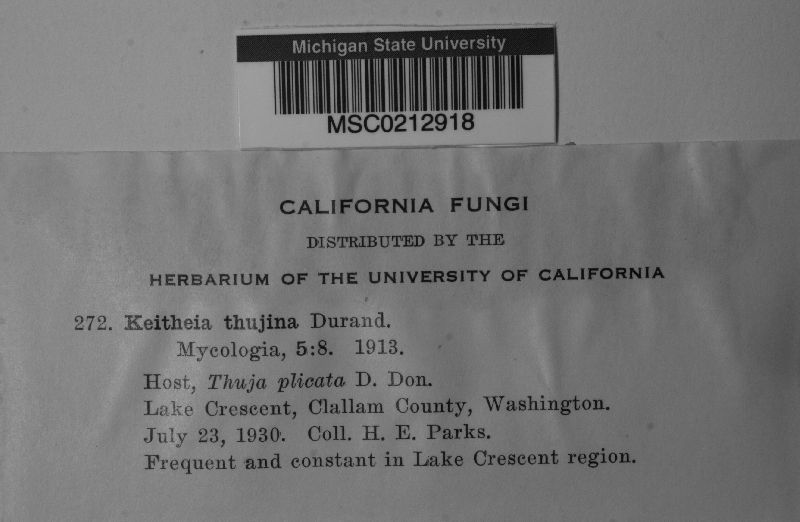 Michigan State University
MSC0212918
CALIFORNIA FUNGI
DISTRIBUTED BY THE
HERBARIUM OF THE UNIVERSITY OF CALIFORNIA
272. Keitheia thujina Durand.
Mycologia, 5:8. 1913.
Host, Thuja plicata D. Don.
Lake Crescent, Clallam County, Washington.
July 23, 1930. Coll. H. E. Parks.
Frequent and constant in Lake Crescent region.